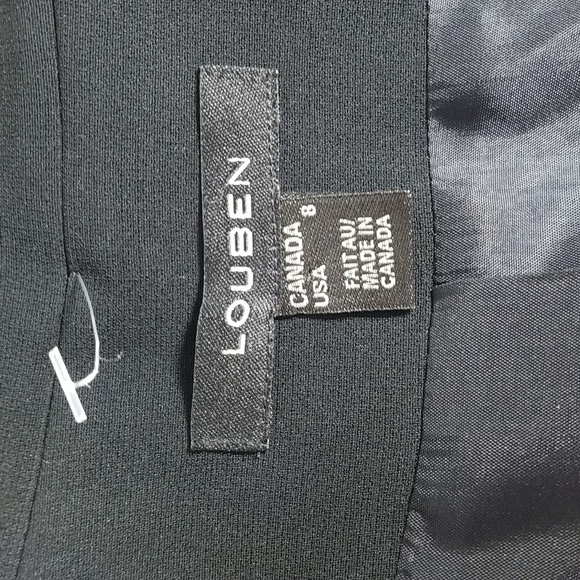 LOUBEN
CANADA 8
USA
FAIT AU/
MADE IN
CANADA